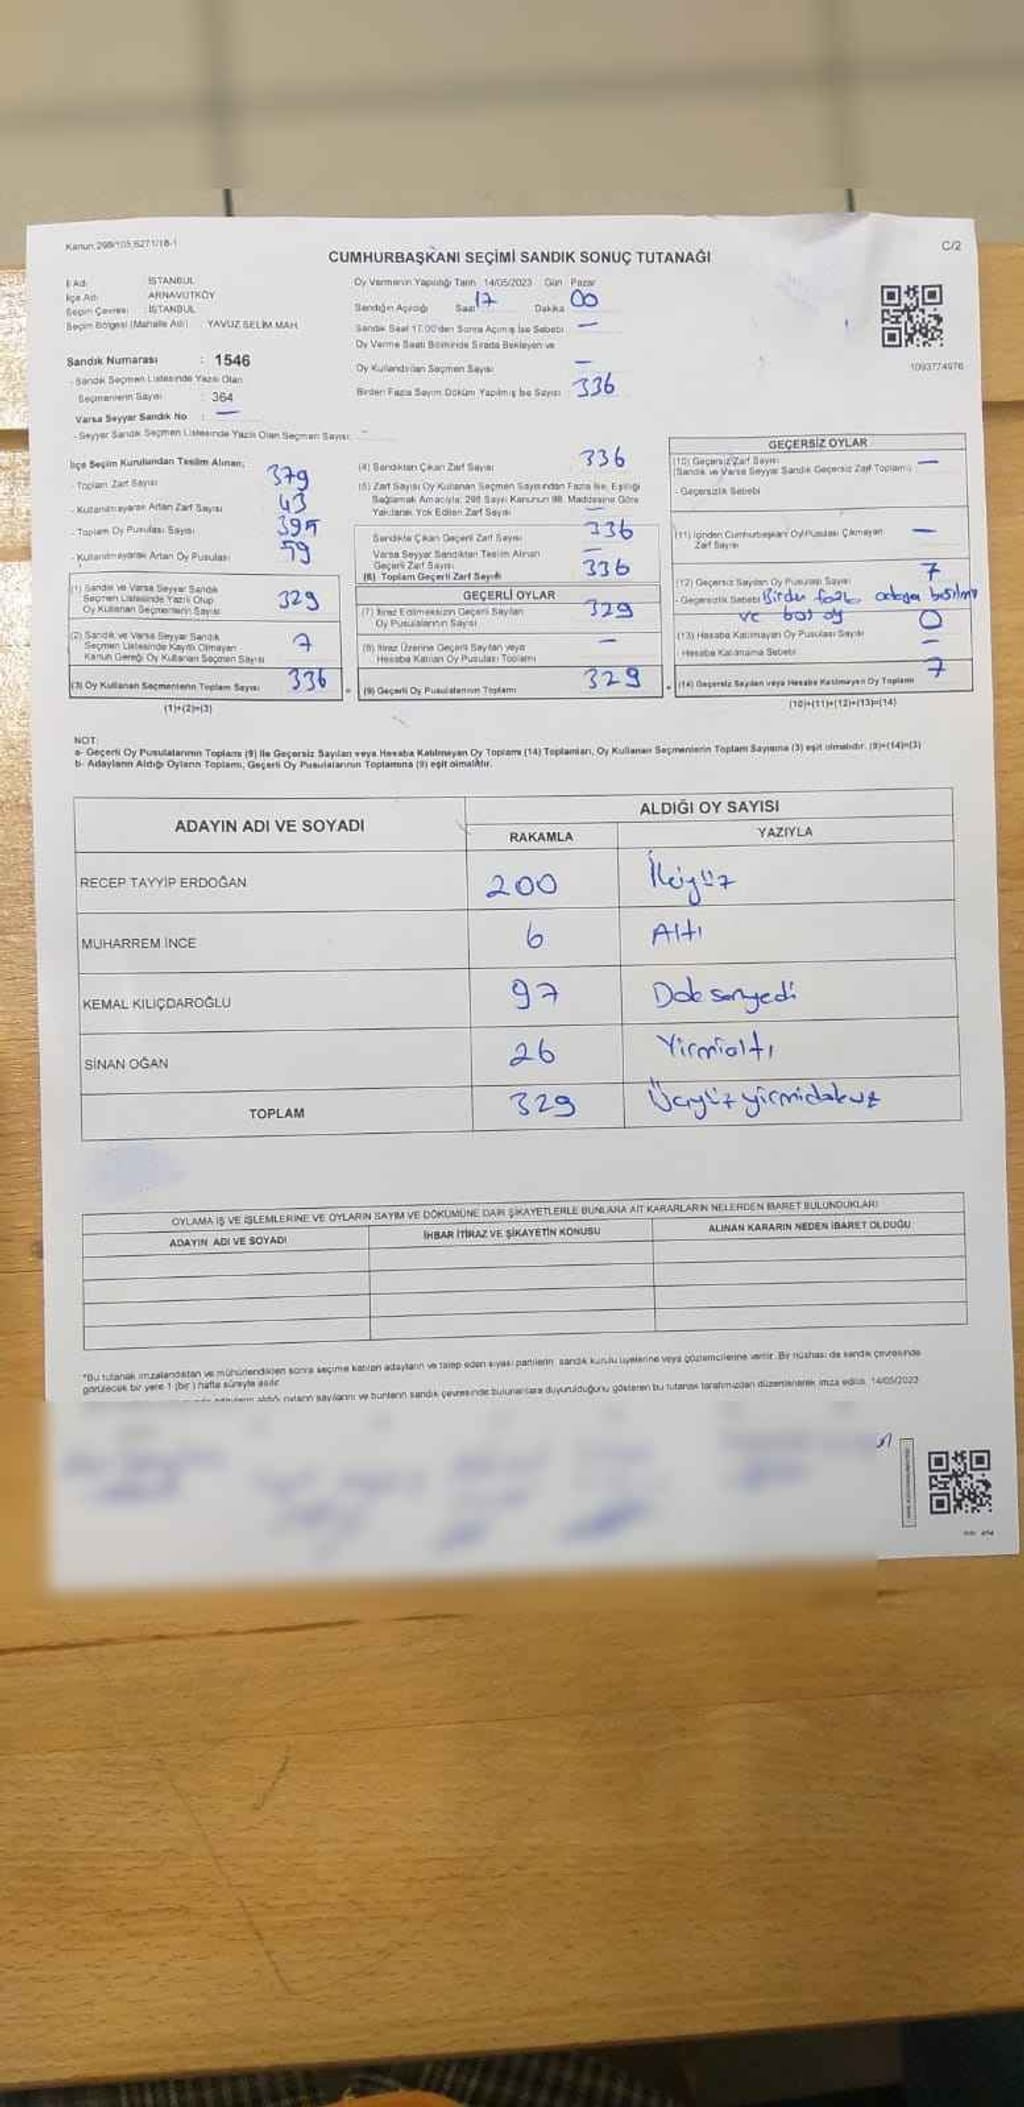 Kanun: 298/105,6271/18-1
C/2
CUMHURBAŞKANI SEÇİMİ SANDIK SONUÇ TUTANAĞI
İl Adı: İSTANBUL
İlçe Adı: ARNAVUTKÖY
Seçim Çevresi: İSTANBUL
Seçim Bölgesi (Mahalle Adı) : YAVUZ SELİM MAH.
Sandık Numarası : 1546
- Sandık Seçmen Listesinde Yazılı Olan
Seçmenlerin Sayısı : 364
Varsa Seyyar Sandık No : —
- Seyyar Sandık Seçmen Listesinde Yazılı Olan Seçmen Sayısı: -
Oy Vermenin Yapıldığı Tarih 14/05/2023 Gün Pazar
Sandığın Açıldığı Saat 17 Dakika 00
Sandık Saat 17.00'den Sonra Açılmış İse Sebebi —
Oy Verme Saati Bitiminde Sırada Bekleyen ve
Oy Kullandırılan Seçmen Sayısı —
Birden Fazla Sayım Döküm Yapılmış İse Sayısı 336
1093774976
İlçe Seçim Kurulundan Teslim Alınan;
- Toplam Zarf Sayısı 379
- Kullanılmayarak Artan Zarf Sayısı 43
- Toplam Oy Pusulası Sayısı 395
- Kullanılmayarak Artan Oy Pusulası 59
(1) Sandık ve Varsa Seyyar Sandık
Seçmen Listesinde Yazılı Olup
Oy Kullanan Seçmenlerin Sayısı 329
(2) Sandık ve Varsa Seyyar Sandık
Seçmen Listesinde Kayıtlı Olmayan
Kanun Gereği Oy Kullanan Seçmen Sayısı 7
(3) Oy Kullanan Seçmenlerin Toplam Sayısı 336
(1)+(2)=(3)
(4) Sandıktan Çıkan Zarf Sayısı 336
(5) Zarf Sayısı Oy Kullanan Seçmen Sayısından Fazla İse, Eşitliği
Sağlamak Amacıyla; 298 Sayılı Kanunun 98. Maddesine Göre
Yakılarak Yok Edilen Zarf Sayısı —
Sandıkta Çıkan Geçerli Zarf Sayısı 336
Varsa Seyyar Sandıktan Teslim Alınan
Geçerli Zarf Sayısı —
(6) Toplam Geçerli Zarf Sayısı 336
GEÇERLİ OYLAR
(7) İtiraz Edilmeksizin Geçerli Sayılan
Oy Pusulalarının Sayısı 329
(8) İtiraz Üzerine Geçerli Sayılan veya
Hesaba Katılan Oy Pusulası Toplamı —
(9) Geçerli Oy Pusulalarının Toplamı 329
GEÇERSİZ OYLAR
(10) Geçersiz Zarf Sayısı
(Sandık ve Varsa Seyyar Sandık Geçersiz Zarf Toplamı) —
- Geçersizlik Sebebi
(11) İçinden Cumhurbaşkanı Oy Pusulası Çıkmayan
Zarf Sayısı —
(12) Geçersiz Sayılan Oy Pusulası Sayısı 7
- Geçersizlik Sebebi Birden fazla adaya basılmış
ve boş oy
(13) Hesaba Katılmayan Oy Pusulası Sayısı 0
- Hesaba Katılmama Sebebi —
(14) Geçersiz Sayılan veya Hesaba Katılmayan Oy Toplamı 7
(10)+(11)+(12)+(13)=(14)
NOT:
a- Geçerli Oy Pusulalarının Toplamı (9) ile Geçersiz Sayılan veya Hesaba Katılmayan Oy Toplamı (14) Toplamları, Oy Kullanan Seçmenlerin Toplam Sayısına (3) eşit olmalıdır. (9)+(14)=(3)
b- Adayların Aldığı Oyların Toplamı, Geçerli Oy Pusulalarının Toplamına (9) eşit olmalıdır.
ADAYIN ADI VE SOYADI
ALDIĞI OY SAYISI
RAKAMLA YAZIYLA
RECEP TAYYİP ERDOĞAN 200 İkiyüz
MUHARREM İNCE 6 Altı
KEMAL KILIÇDAROĞLU 97 Doksanyedi
SİNAN OĞAN 26 Yirmialtı
TOPLAM 329 Üçyüzyirmidokuz
OYLAMA İŞ VE İŞLEMLERİNE VE OYLARIN SAYIM VE DÖKÜMÜNE DAİR ŞİKAYETLERLE BUNLARA AİT KARARLARIN NELERDEN İBARET BULUNDUKLARI
ADAYIN ADI VE SOYADI İHBAR İTİRAZ VE ŞİKAYETİN KONUSU ALINAN KARARIN NEDEN İBARET OLDUĞU
*Bu tutanak imzalandıktan ve mühürlendikten sonra seçime katılan adayların ve talep eden siyasi partilerin sandık kurulu üyelerine veya gözlemcilerine verilir. Bir nüshası da sandık çevresinde
görülecek bir yere 1 (bir) hafta süreyle asılır.
aldığı oyların sayılarını ve bunların sandık çevresinde bulunanlara duyurulduğunu gösteren bu tutanak tarafımızdan düzenlenerek imza edildi. 14/05/2023